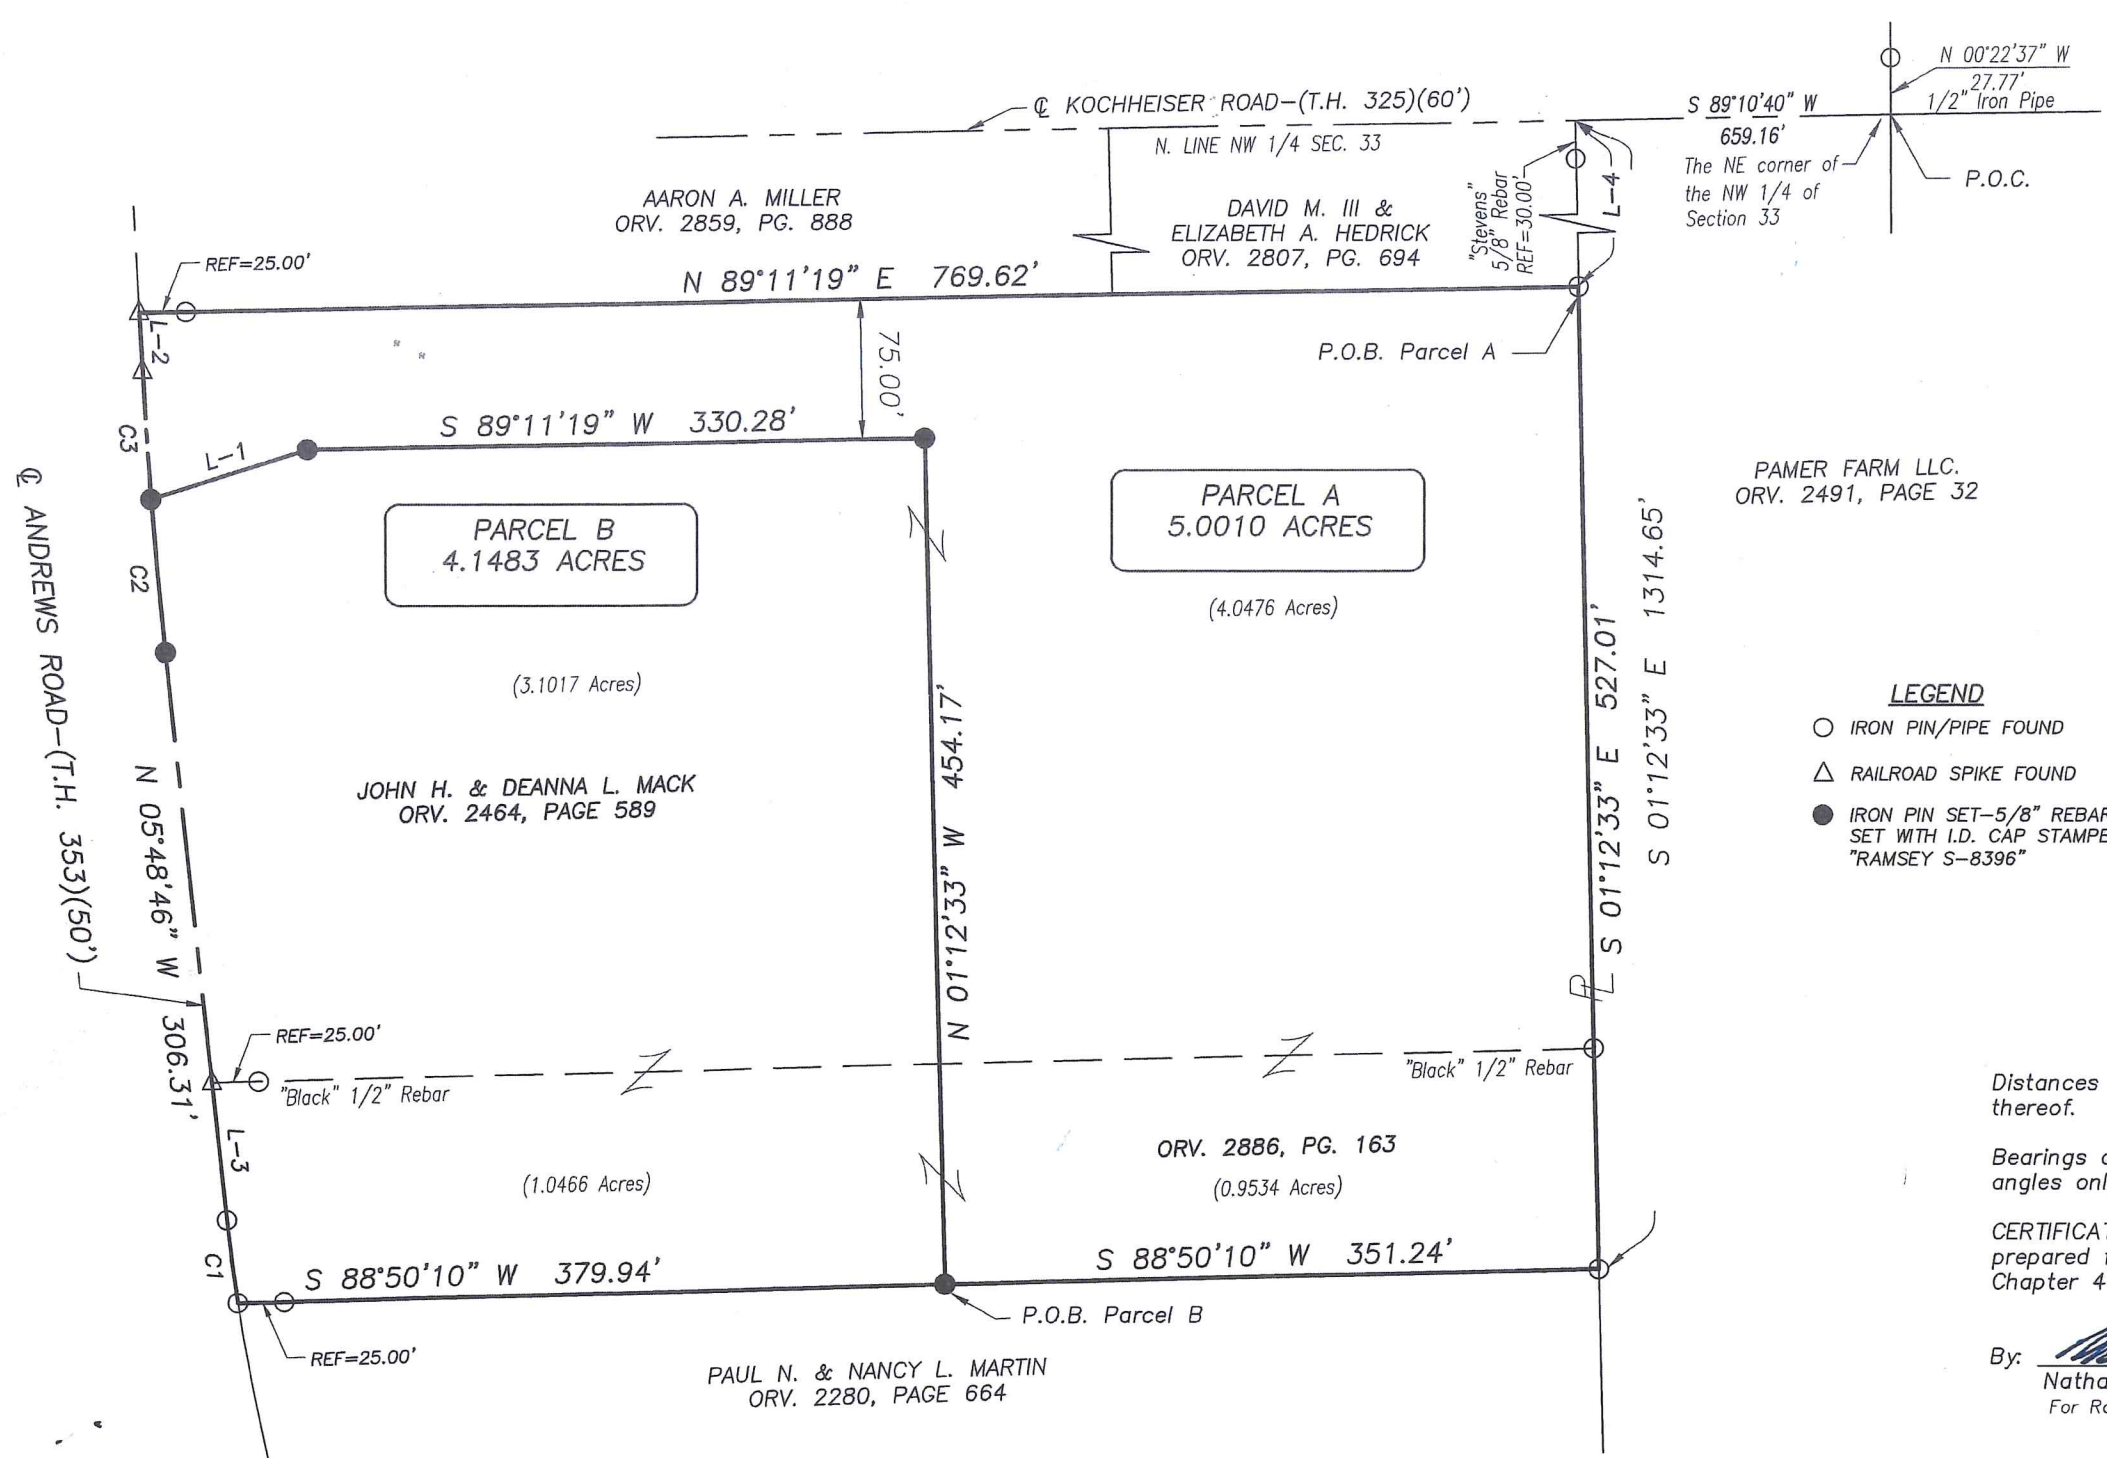 N 00°22'37" W
27.77'
1/2" Iron Pipe
℄ KOCHHEISER ROAD-(T.H. 325)(60')
S 89°10'40" W
659.16'
N. LINE NW 1/4 SEC. 33
The NE corner of
the NW 1/4 of
Section 33
P.O.C.
AARON A. MILLER
ORV. 2859, PG. 888
DAVID M. III &
ELIZABETH A. HEDRICK
ORV. 2807, PG. 694
"Stevens"
5/8" Rebar
REF=30.00'
L-4
REF=25.00'
N 89°11'19" E 769.62'
L-2
75.00'
P.O.B. Parcel A
C3
S 89°11'19" W 330.28'
L-1
PARCEL B
4.1483 ACRES
PARCEL A
5.0010 ACRES
PAMER FARM LLC.
ORV. 2491, PAGE 32
C2
(4.0476 Acres)
(3.1017 Acres)
℄ ANDREWS ROAD-(T.H. 353)(50')
N 05°48'46" W 306.31'
JOHN H. & DEANNA L. MACK
ORV. 2464, PAGE 589
N 01°12'33" W 454.17'
S 01°12'33" E 527.01'
S 01°12'33" E 1314.65'
LEGEND
IRON PIN/PIPE FOUND
RAILROAD SPIKE FOUND
IRON PIN SET-5/8" REBAR
SET WITH I.D. CAP STAMPE
"RAMSEY S-8396"
PL
REF=25.00'
"Black" 1/2" Rebar
"Black" 1/2" Rebar
L-3
ORV. 2886, PG. 163
(1.0466 Acres)
(0.9534 Acres)
C1
S 88°50'10" W 379.94'
S 88°50'10" W 351.24'
P.O.B. Parcel B
REF=25.00'
PAUL N. & NANCY L. MARTIN
ORV. 2280, PAGE 664
Distances
thereof.
Bearings
angles onl
CERTIFICAT
prepared
Chapter 4
By:
Natha
For Ra